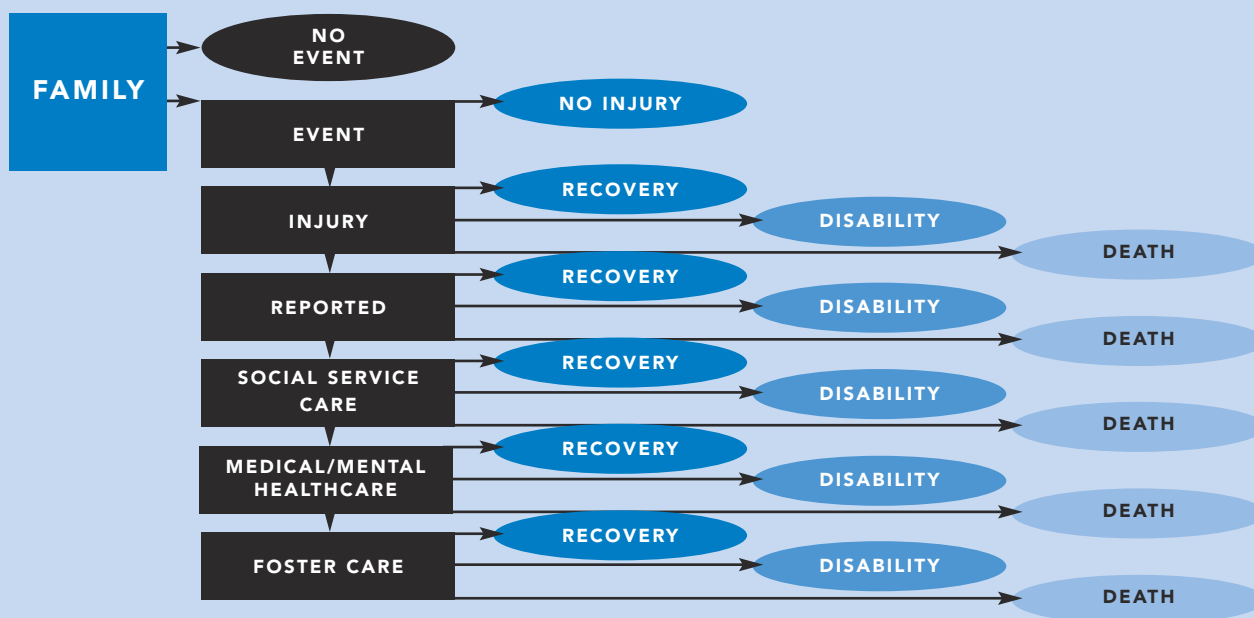 NO
EVENT
FAMILY
NO INJURY
EVENT
RECOVERY
INJURY
DISABILITY
DEATH
RECOVERY
REPORTED
DISABILITY
DEATH
RECOVERY
SOCIAL SERVICE
CARE
DISABILITY
DEATH
RECOVERY
MEDICAL/MENTAL
HEALTHCARE
DISABILITY
DEATH
RECOVERY
FOSTER CARE
DISABILITY
DEATH